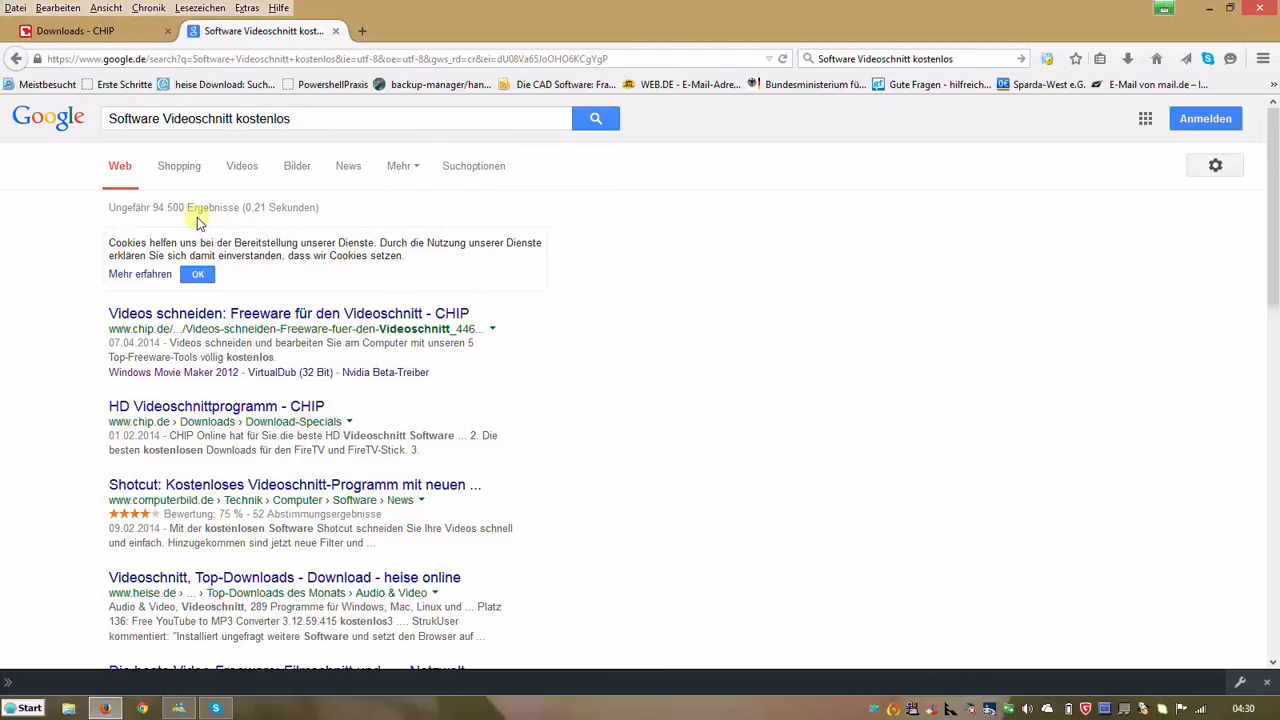 Datei Bearbeiten Ansicht Chronik Lesezeichen Extras Hilfe
Downloads - CHIP × Software Videoschnitt kost... × +
https://www.google.de/search?q=Software+Videoschnitt+kostenlos&ie=utf-8&oe=utf-8&gws_rd=cr&ei=dU08Va65JoOHO6KCgYgP Software Videoschnitt kostenlos
Meistbesucht Erste Schritte heise Download: Such... PowershellPraxis backup-manager/han... Die CAD Software: Fra... WEB.DE - E-Mail-Adre... Bundesministerium fü... Gute Fragen - hilfreich... Sparda-West e.G. - C... E-Mail von mail.de – l...
Google Software Videoschnitt kostenlos Anmelden
Web Shopping Videos Bilder News Mehr Suchoptionen
Ungefähr 94.500 Ergebnisse (0,21 Sekunden)
Cookies helfen uns bei der Bereitstellung unserer Dienste. Durch die Nutzung unserer Dienste
erklären Sie sich damit einverstanden, dass wir Cookies setzen.
Mehr erfahren OK
Videos schneiden: Freeware für den Videoschnitt - CHIP
www.chip.de/.../Videos-schneiden-Freeware-fuer-den-Videoschnitt_446...
07.04.2014 - Videos schneiden und bearbeiten Sie am Computer mit unseren 5
Top-Freeware-Tools völlig kostenlos.
Windows Movie Maker 2012 - VirtualDub (32 Bit) - Nvidia Beta-Treiber
HD Videoschnittprogramm - CHIP
www.chip.de › Downloads › Download-Specials
01.02.2014 - CHIP Online hat für Sie die beste HD Videoschnitt Software ... 2. Die
besten kostenlosen Downloads für den FireTV und FireTV-Stick. 3.
Shotcut: Kostenloses Videoschnitt-Programm mit neuen ...
www.computerbild.de › Technik › Computer › Software › News
Bewertung: 75 % - 52 Abstimmungsergebnisse
09.02.2014 - Mit der kostenlosen Software Shotcut schneiden Sie Ihre Videos schnell
und einfach. Hinzugekommen sind jetzt neue Filter und ...
Videoschnitt, Top-Downloads - Download - heise online
www.heise.de › ... › Top-Downloads des Monats › Audio & Video
Audio & Video, Videoschnitt, 289 Programme für Windows, Mac, Linux und ... Platz
136: Free YouTube to MP3 Converter 3.12.59.415 kostenlos3 .... StrukUser
kommentiert: "Installiert ungefragt weitere Software und setzt den Browser auf ...
Die beste Video-Freeware: Filmschnitt und ... - Netzwelt
Start 04:30